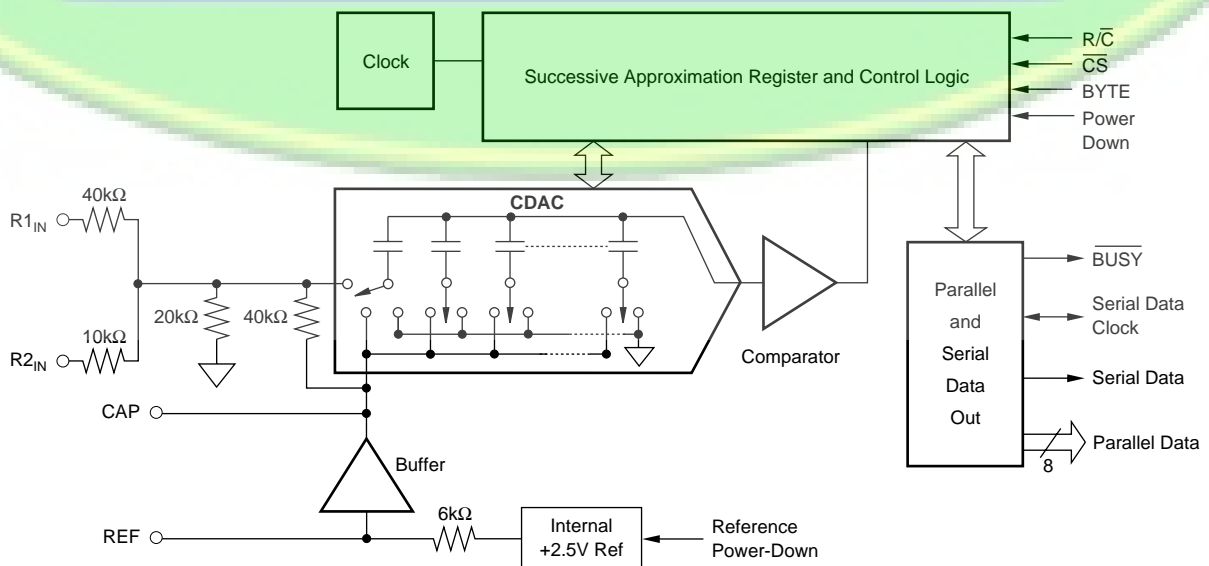 Clock
Successive Approximation Register and Control Logic
R/C̅
C̅S̅
BYTE
Power
Down
40kΩ
R1IN
CDAC
20kΩ
40kΩ
10kΩ
R2IN
Comparator
Parallel
and
Serial
Data
Out
B̅U̅S̅Y̅
Serial Data
Clock
Serial Data
Parallel Data
8
CAP
Buffer
REF
6kΩ
Internal
+2.5V Ref
Reference
Power-Down